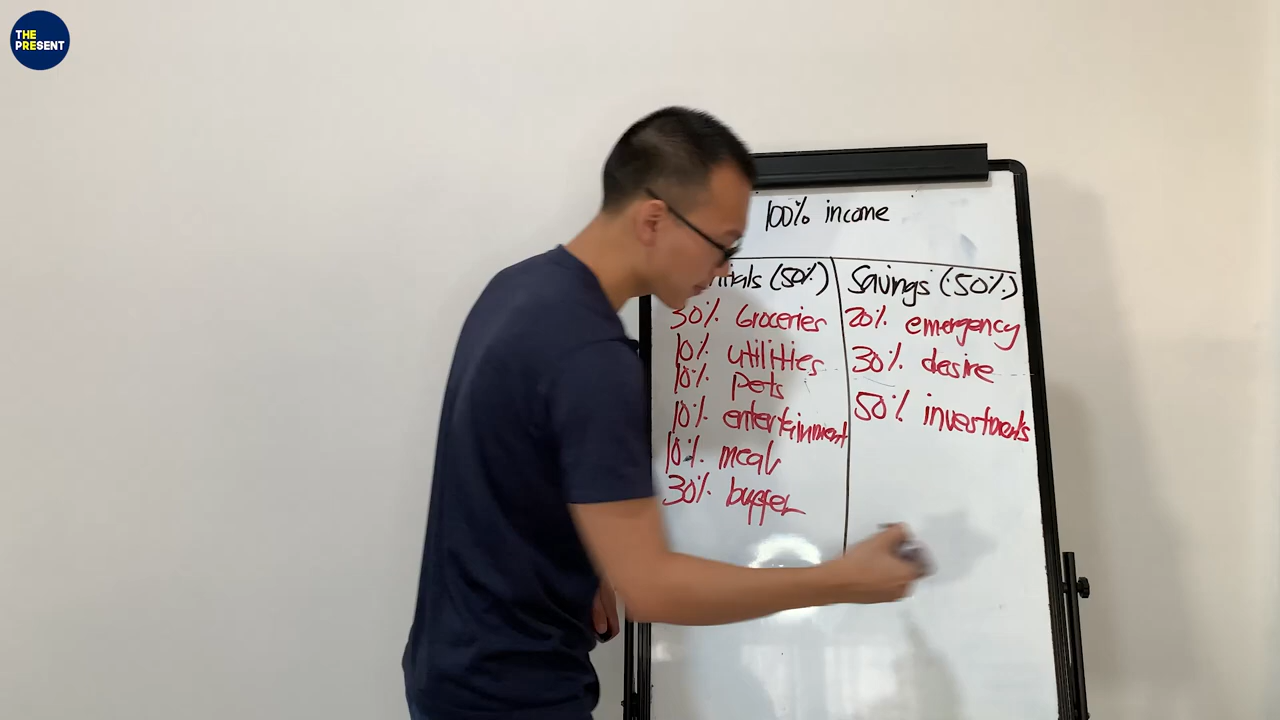 THE
PRESENT
100% income
(50%)
Savings (50%)
30% Groceries
20% emergency
10% utilities
30% desire
10% pets
50% investments
10% entertainment
10% meal
30% buffer